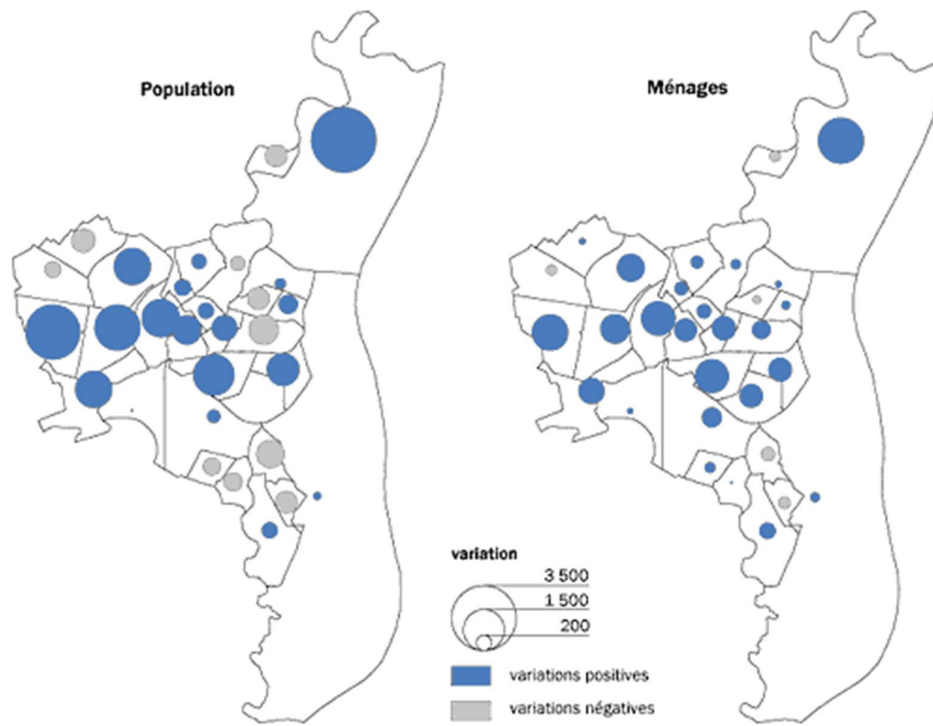 Population
Ménages
variation
3 500
1 500
200
variations positives
variations négatives